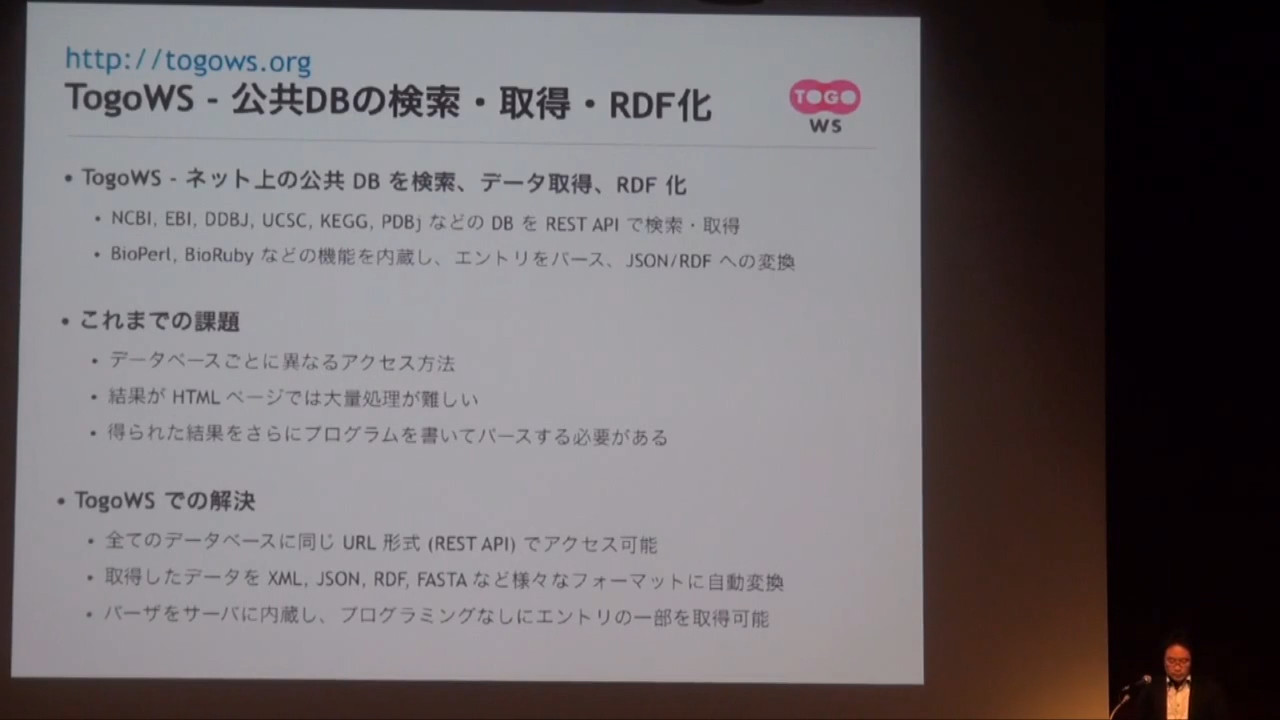 http://togows.org
TogoWS - 公共DBの検索・取得・RDF化
TOGO
WS
• TogoWS - ネット上の公共 DB を検索、データ取得、RDF 化
• NCBI, EBI, DDBJ, UCSC, KEGG, PDBj などの DB を REST API で検索・取得
• BioPerl, BioRuby などの機能を内蔵し、エントリをパース、JSON/RDF への変換
• これまでの課題
• データベースごとに異なるアクセス方法
• 結果が HTML ページでは大量処理が難しい
• 得られた結果をさらにプログラムを書いてパースする必要がある
• TogoWS での解決
• 全てのデータベースに同じ URL 形式 (REST API) でアクセス可能
• 取得したデータを XML, JSON, RDF, FASTA など様々なフォーマットに自動変換
• パーザをサーバに内蔵し、プログラミングなしにエントリの一部を取得可能